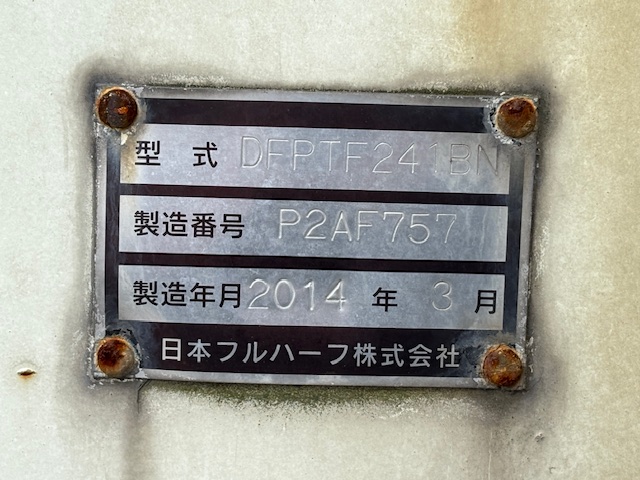 型 式 DFPTF241BN
製造番号 P2AF757
製造年月 2014 年 3 月
日本フルハーフ株式会社